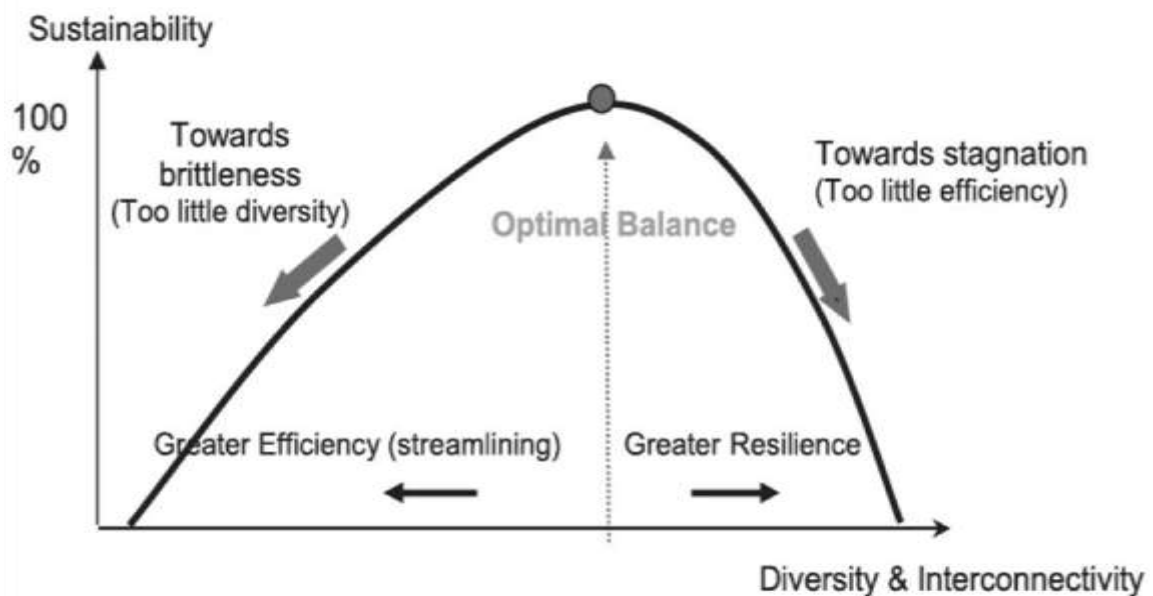 Sustainability
100
%
Towards
brittleness
(Too little diversity)
Towards stagnation
(Too little efficiency)
Optimal Balance
Greater Efficiency (streamlining)
Greater Resilience
Diversity & Interconnectivity